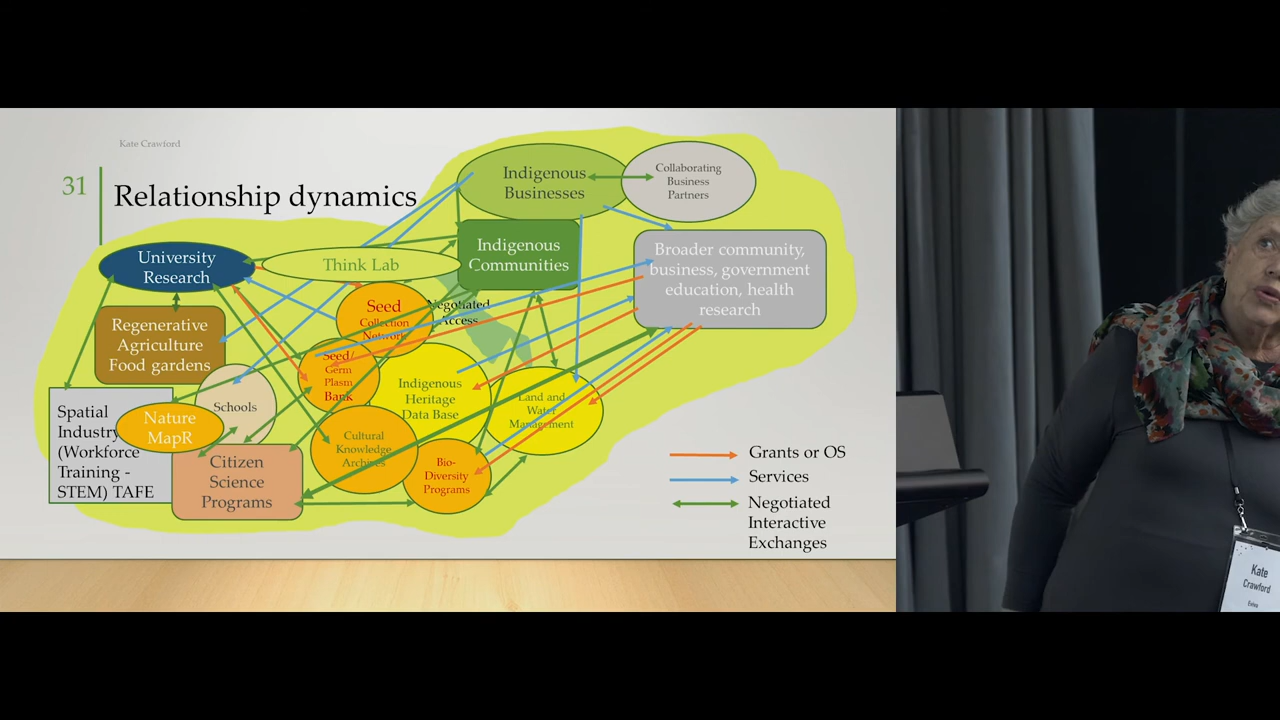 Kate Crawford
31
Relationship dynamics
Indigenous
Businesses
Collaborating
Business
Partners
University
Research
Think Lab
Indigenous
Communities
Broader community,
business, government
education, health
research
Seed
Collection
Network
Negotiated
Access
Regenerative
Agriculture
Food gardens
Seed/
Germ
Plasm
Bank
Indigenous
Heritage
Data Base
Land and
Water
Management
Schools
Spatial
Industry
(Workforce
Training -
STEM) TAFE
Nature
MapR
Cultural
Knowledge
Archives
Citizen
Science
Programs
Bio-
Diversity
Programs
Grants or OS
Services
Negotiated
Interactive
Exchanges
Kate
Crawford